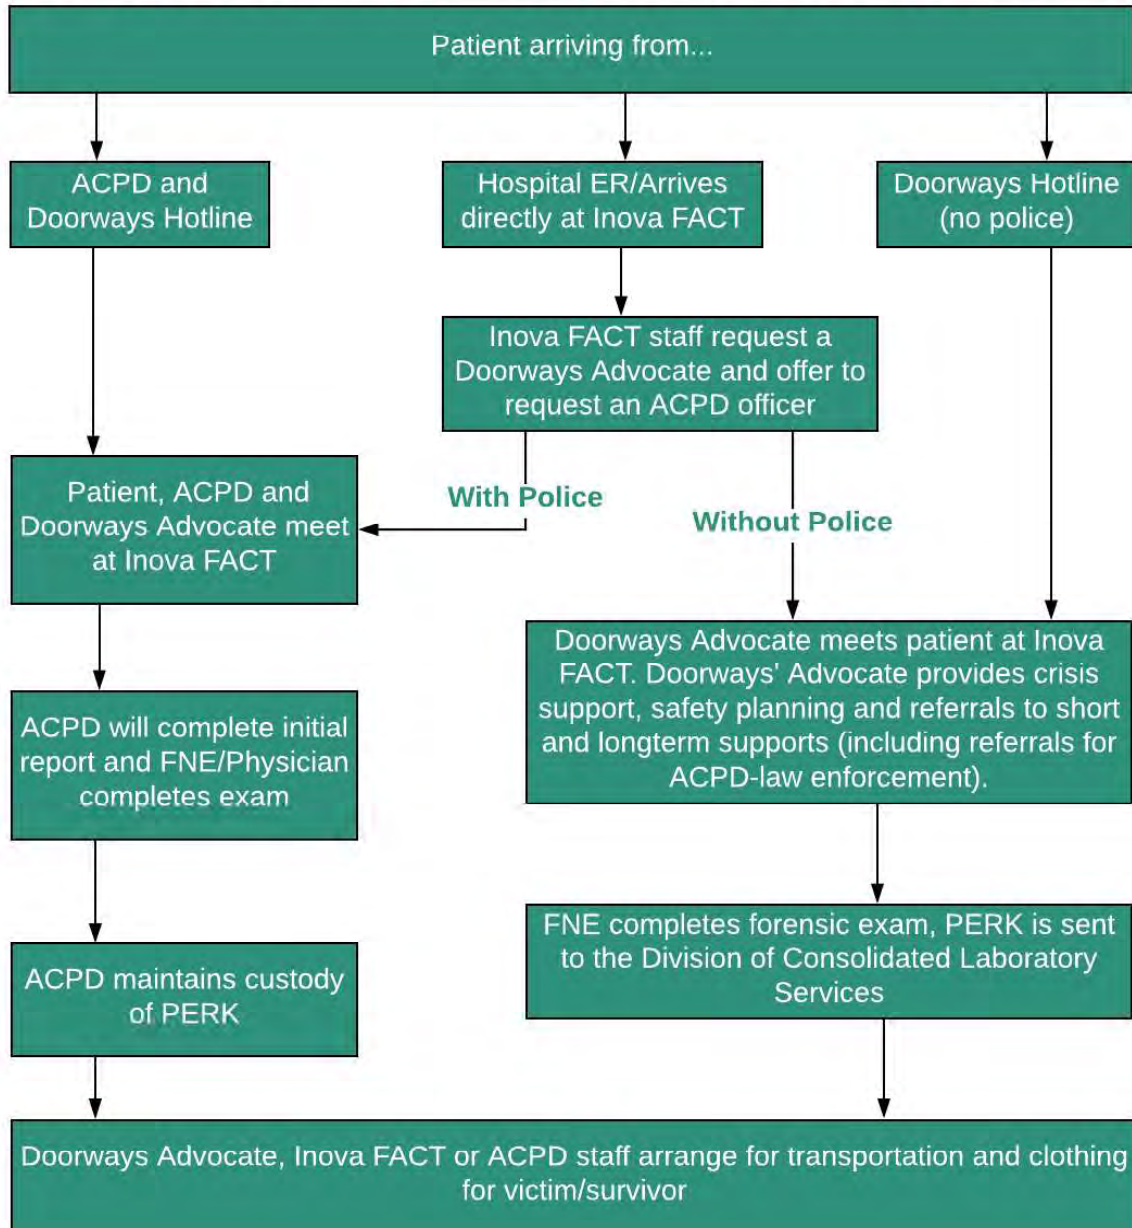 Patient arriving from...
ACPD and
Doorways Hotline
Hospital ER/Arrives
directly at Inova FACT
Doorways Hotline
(no police)
Inova FACT staff request a
Doorways Advocate and offer to
request an ACPD officer
With Police
Without Police
Patient, ACPD and
Doorways Advocate meet
at Inova FACT
Doorways Advocate meets patient at Inova
FACT. Doorways' Advocate provides crisis
support, safety planning and referrals to short
and longterm supports (including referrals for
ACPD-law enforcement).
ACPD will complete initial
report and FNE/Physician
completes exam
FNE completes forensic exam, PERK is sent
to the Division of Consolidated Laboratory
Services
ACPD maintains custody
of PERK
Doorways Advocate, Inova FACT or ACPD staff arrange for transportation and clothing
for victim/survivor